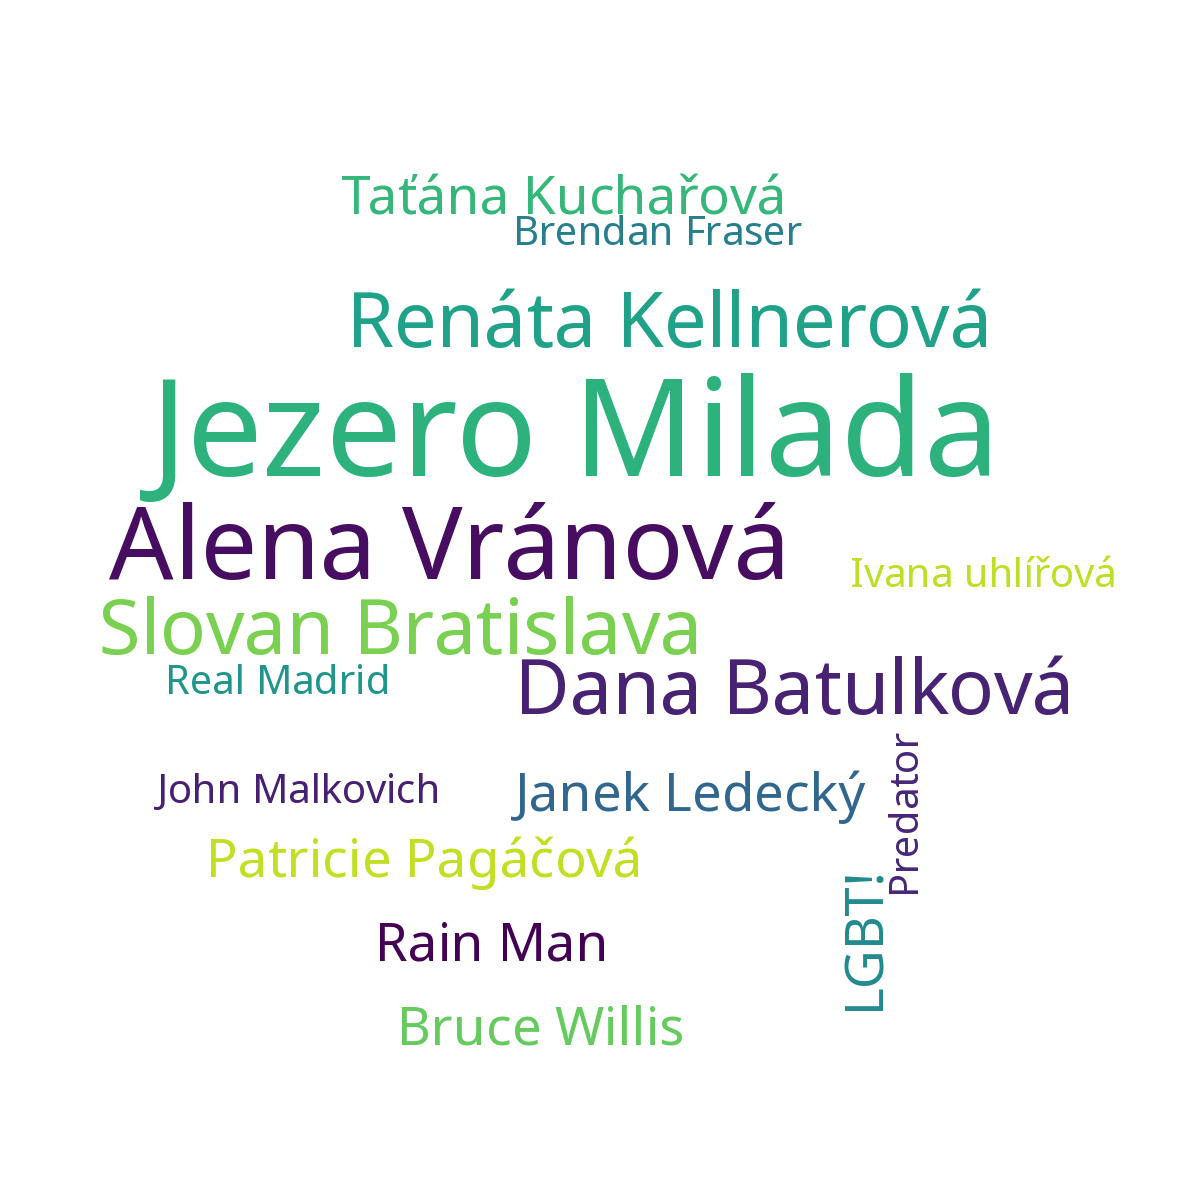 Taťána Kuchařová
Brendan Fraser
Renáta Kellnerová
Jezero Milada
Alena Vránová
Ivana uhlířová
Slovan Bratislava
Real Madrid
Dana Batulková
Predator
John Malkovich
Janek Ledecký
Patricie Pagáčová
LGBT!
Rain Man
Bruce Willis